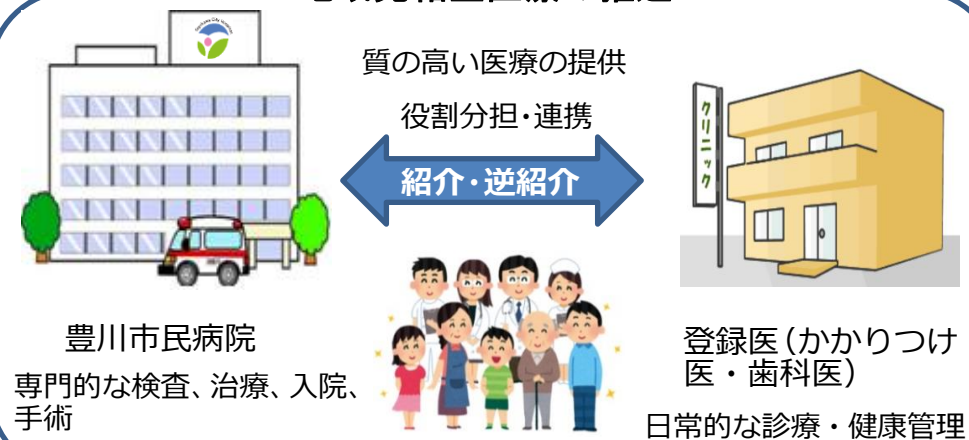 質の高い医療の提供
役割分担・連携
紹介・逆紹介
クリニック
豊川市民病院
専門的な検査、治療、入院、
手術
登録医(かかりつけ
医・歯科医)
日常的な診療・健康管理